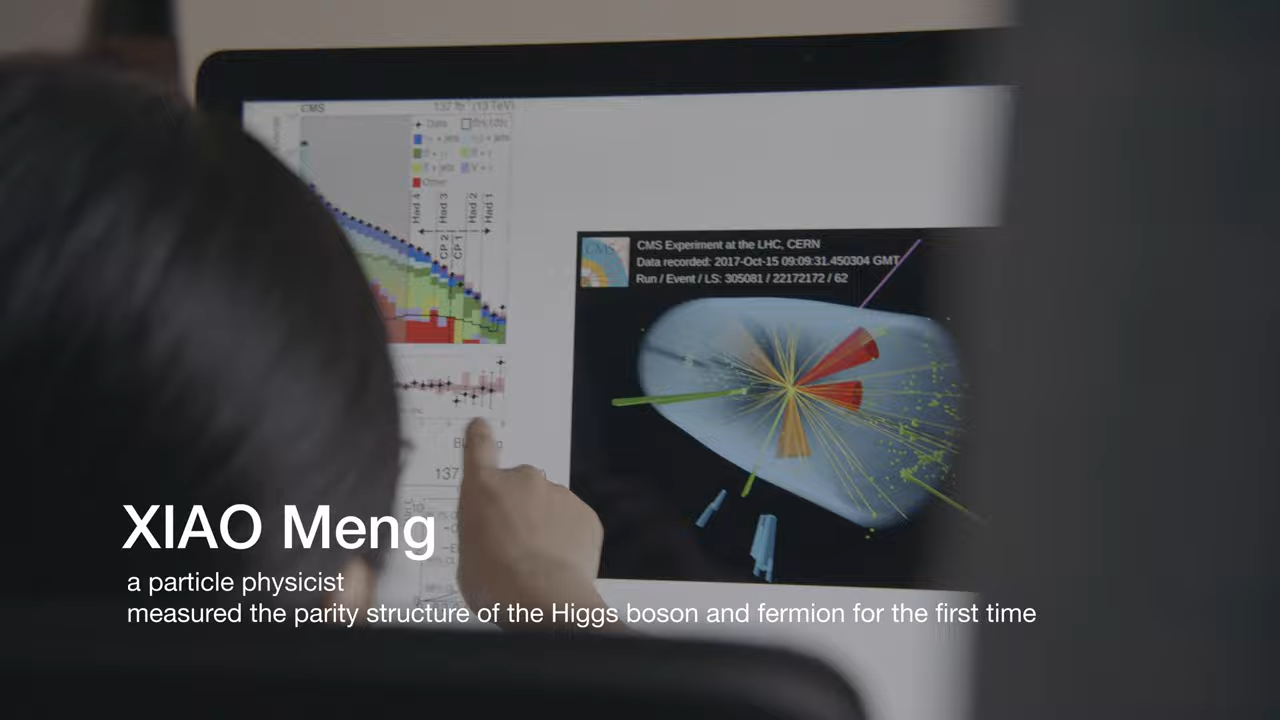 CMS
137 fb⁻¹ (13 TeV)
Data
Other
Had 4
Had 3
Had 2
Had 1
CP 2
CP 1
CMS
CMS Experiment at the LHC, CERN
Data recorded: 2017-Oct-15 09:09:31.450304 GMT
Run / Event / LS: 305081 / 22172172 / 62
137
XIAO Meng
a particle physicist
measured the parity structure of the Higgs boson and fermion for the first time